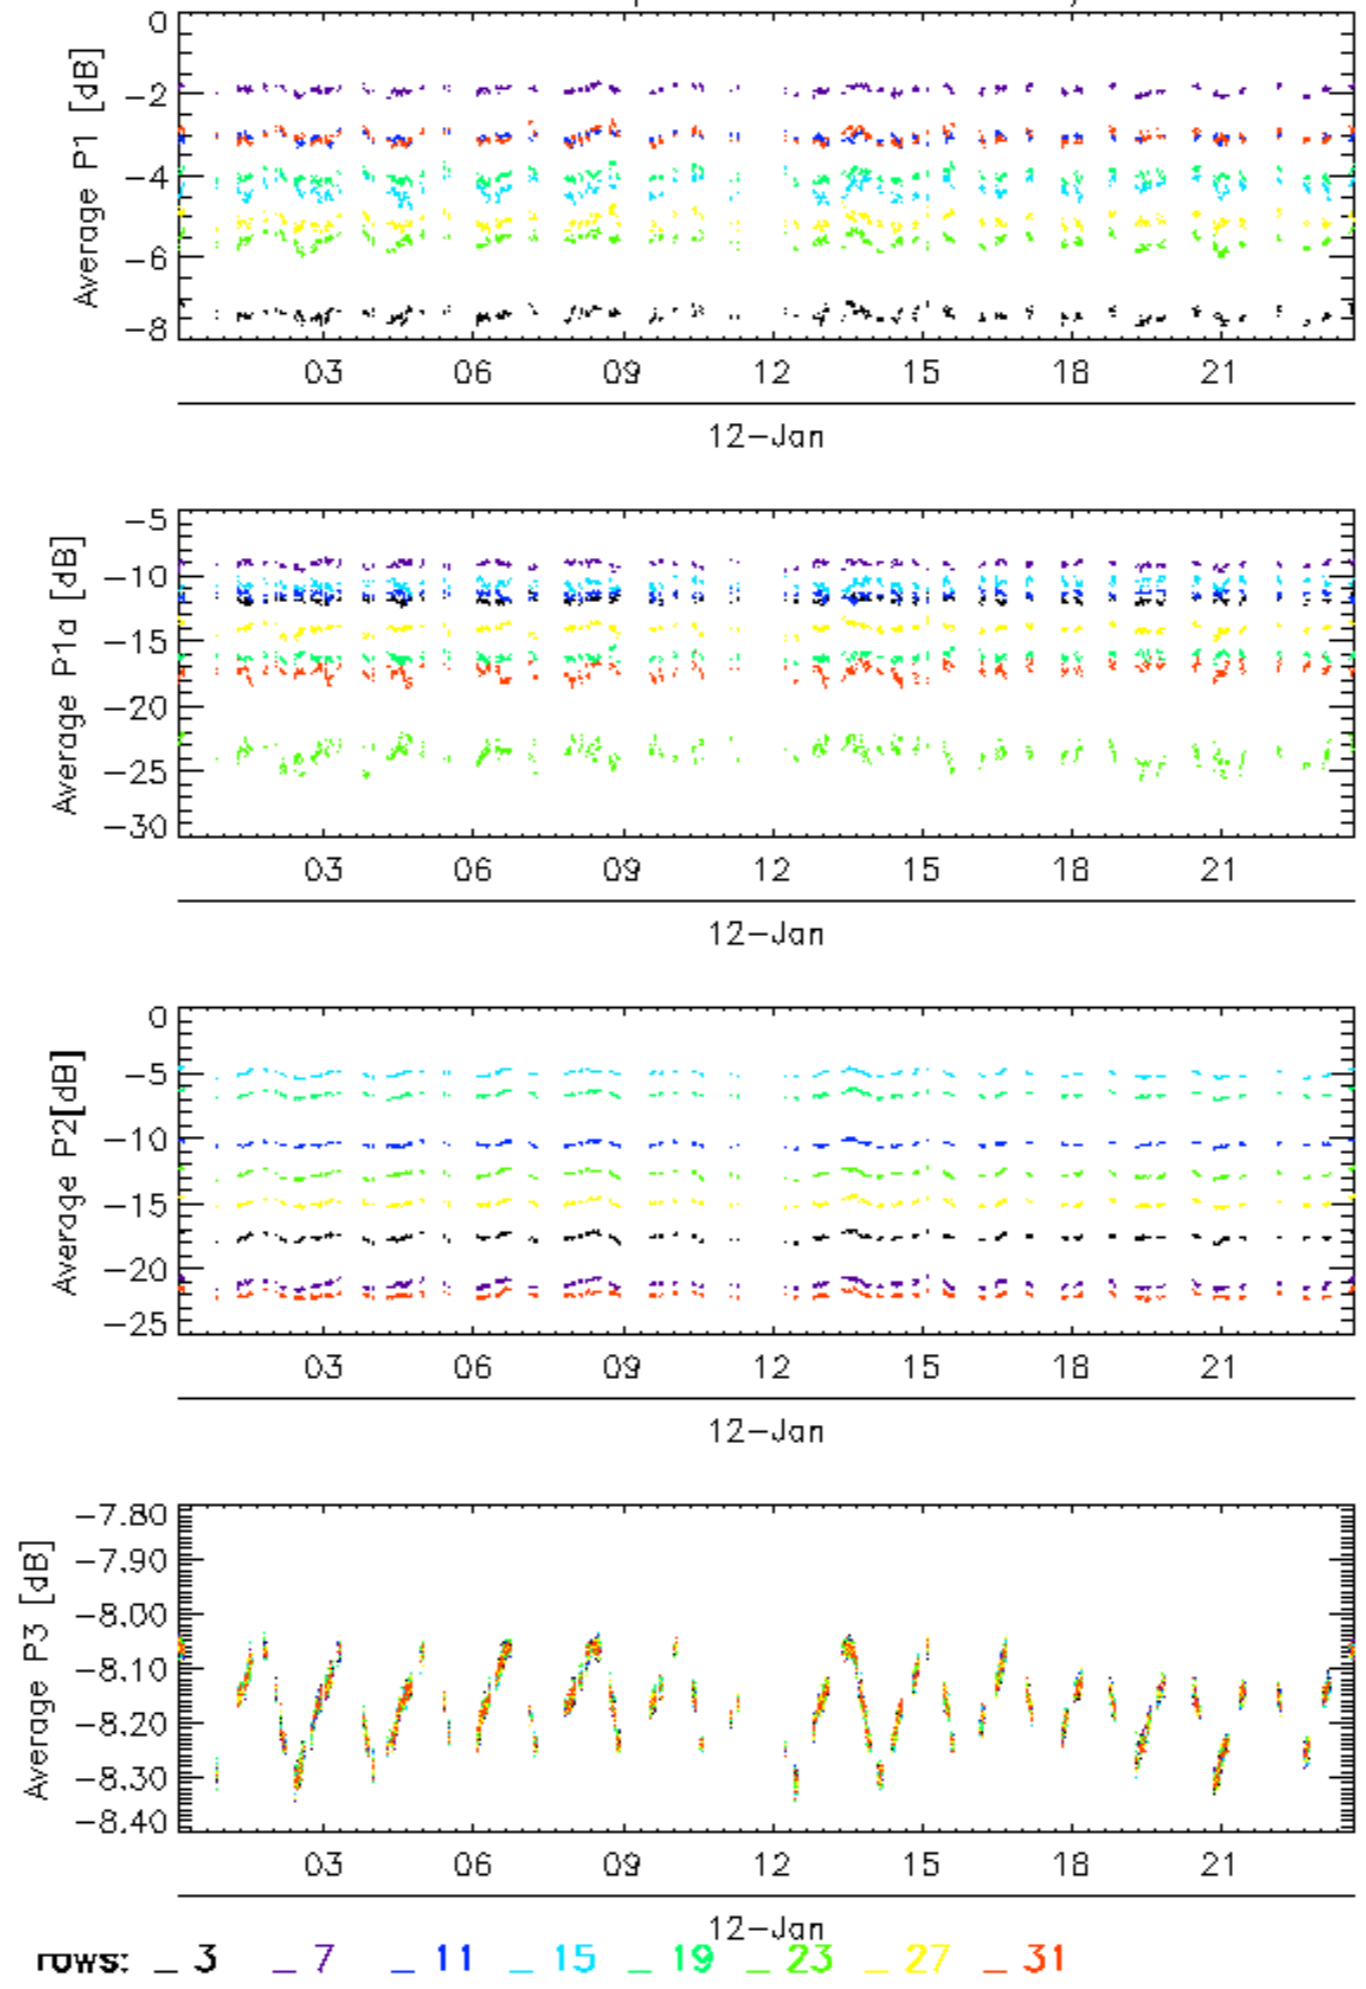 Average P1 [dB]
0
−2
−4
−6
−8
03 06 09 12 15 18 21
12−Jan
Average P1a [dB]
−5
−10
−15
−20
−25
−30
03 06 09 12 15 18 21
12−Jan
Average P2[dB]
0
−5
−10
−15
−20
−25
03 06 09 12 15 18 21
12−Jan
Average P3 [dB]
−7.80
−7.90
−8.00
−8.10
−8.20
−8.30
−8.40
03 06 09 12 15 18 21
12−Jan
rows: _ 3 _ 7 _ 11 _ 15 _ 19 _ 23 _ 27 _ 31